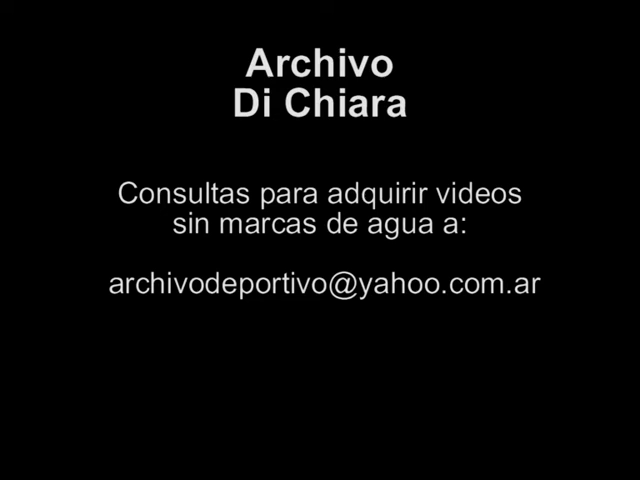 Archivo
Di Chiara
Consultas para adquirir videos
sin marcas de agua a:
archivodeportivo@yahoo.com.ar